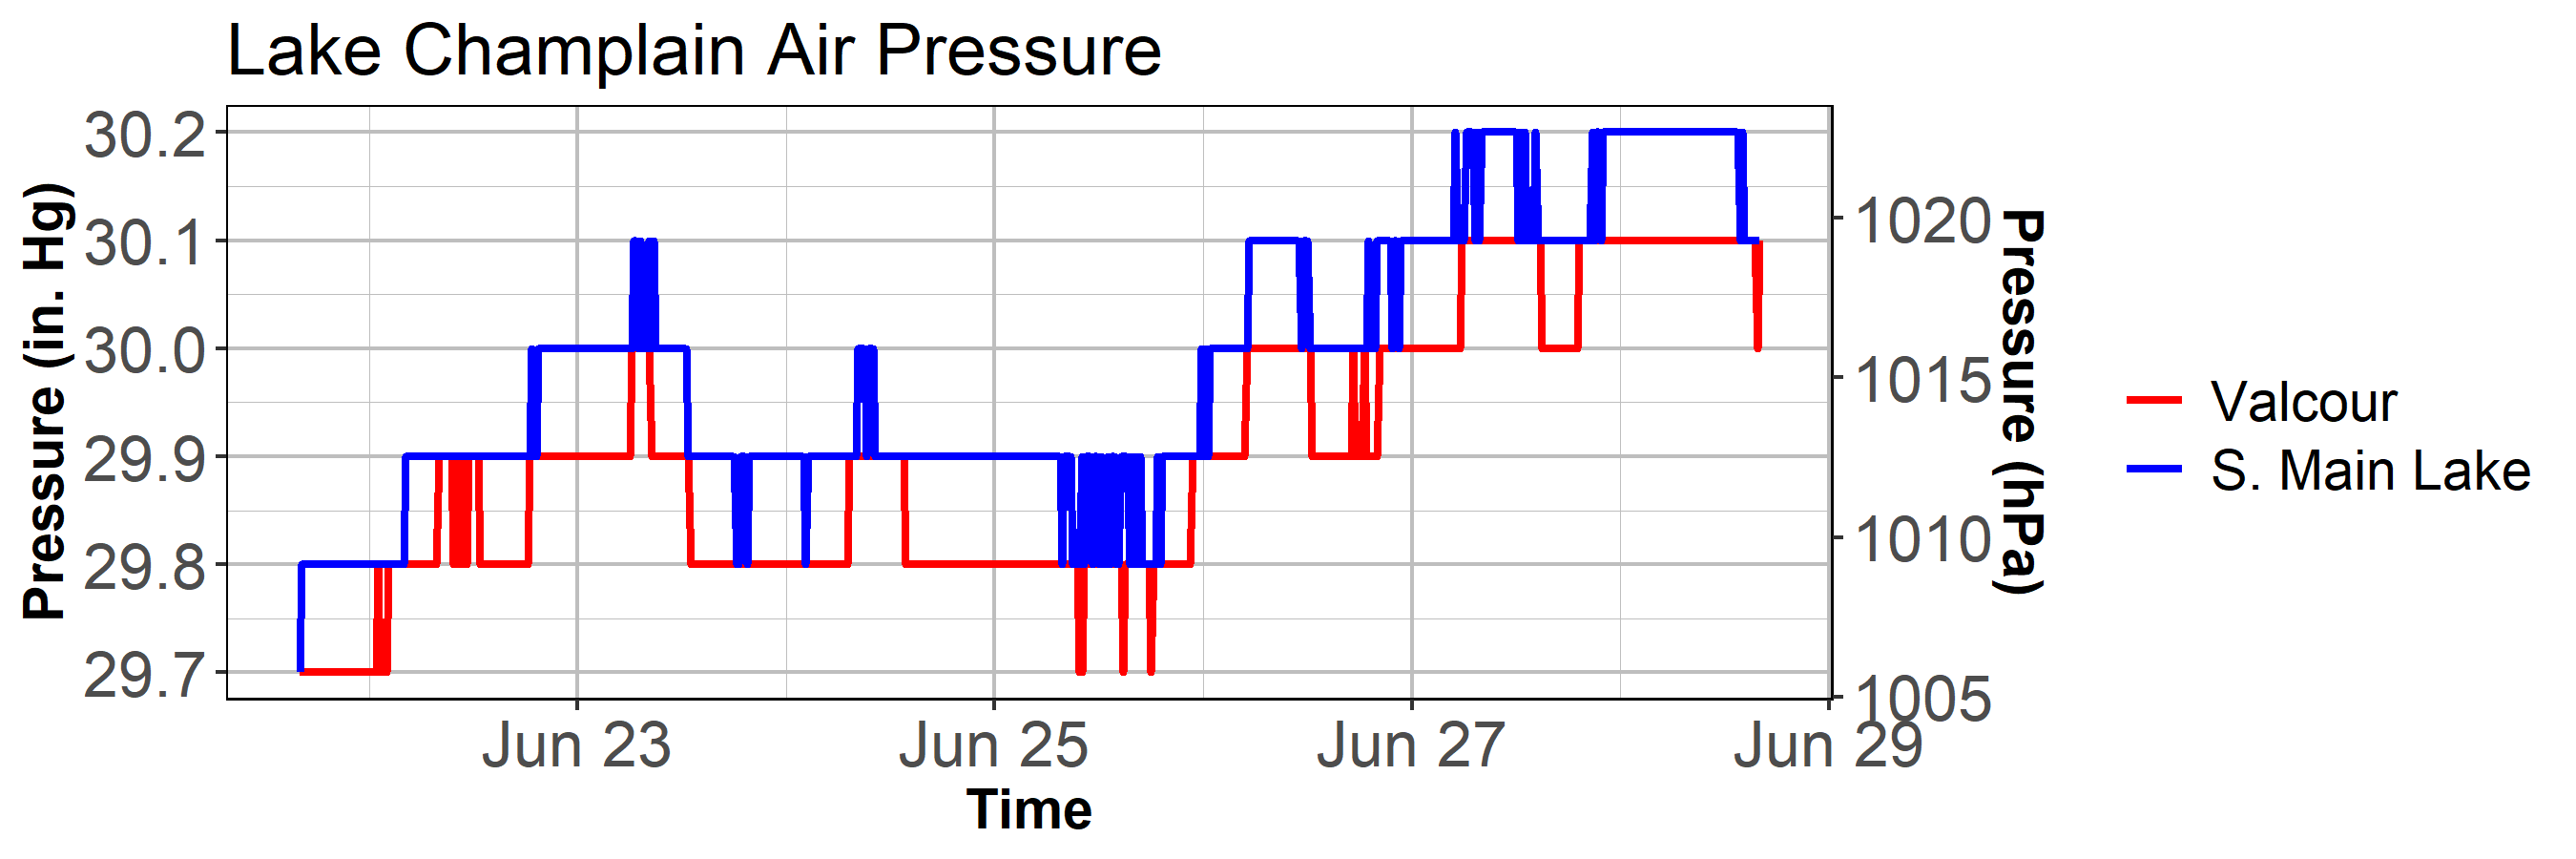 Lake Champlain Air Pressure
Pressure (in. Hg)
30.2
30.1
30.0
29.9
29.8
29.7
1020
1015
1010
1005
Pressure (hPa)
Jun 23
Jun 25
Jun 27
Jun 29
Time
Valcour
S. Main Lake